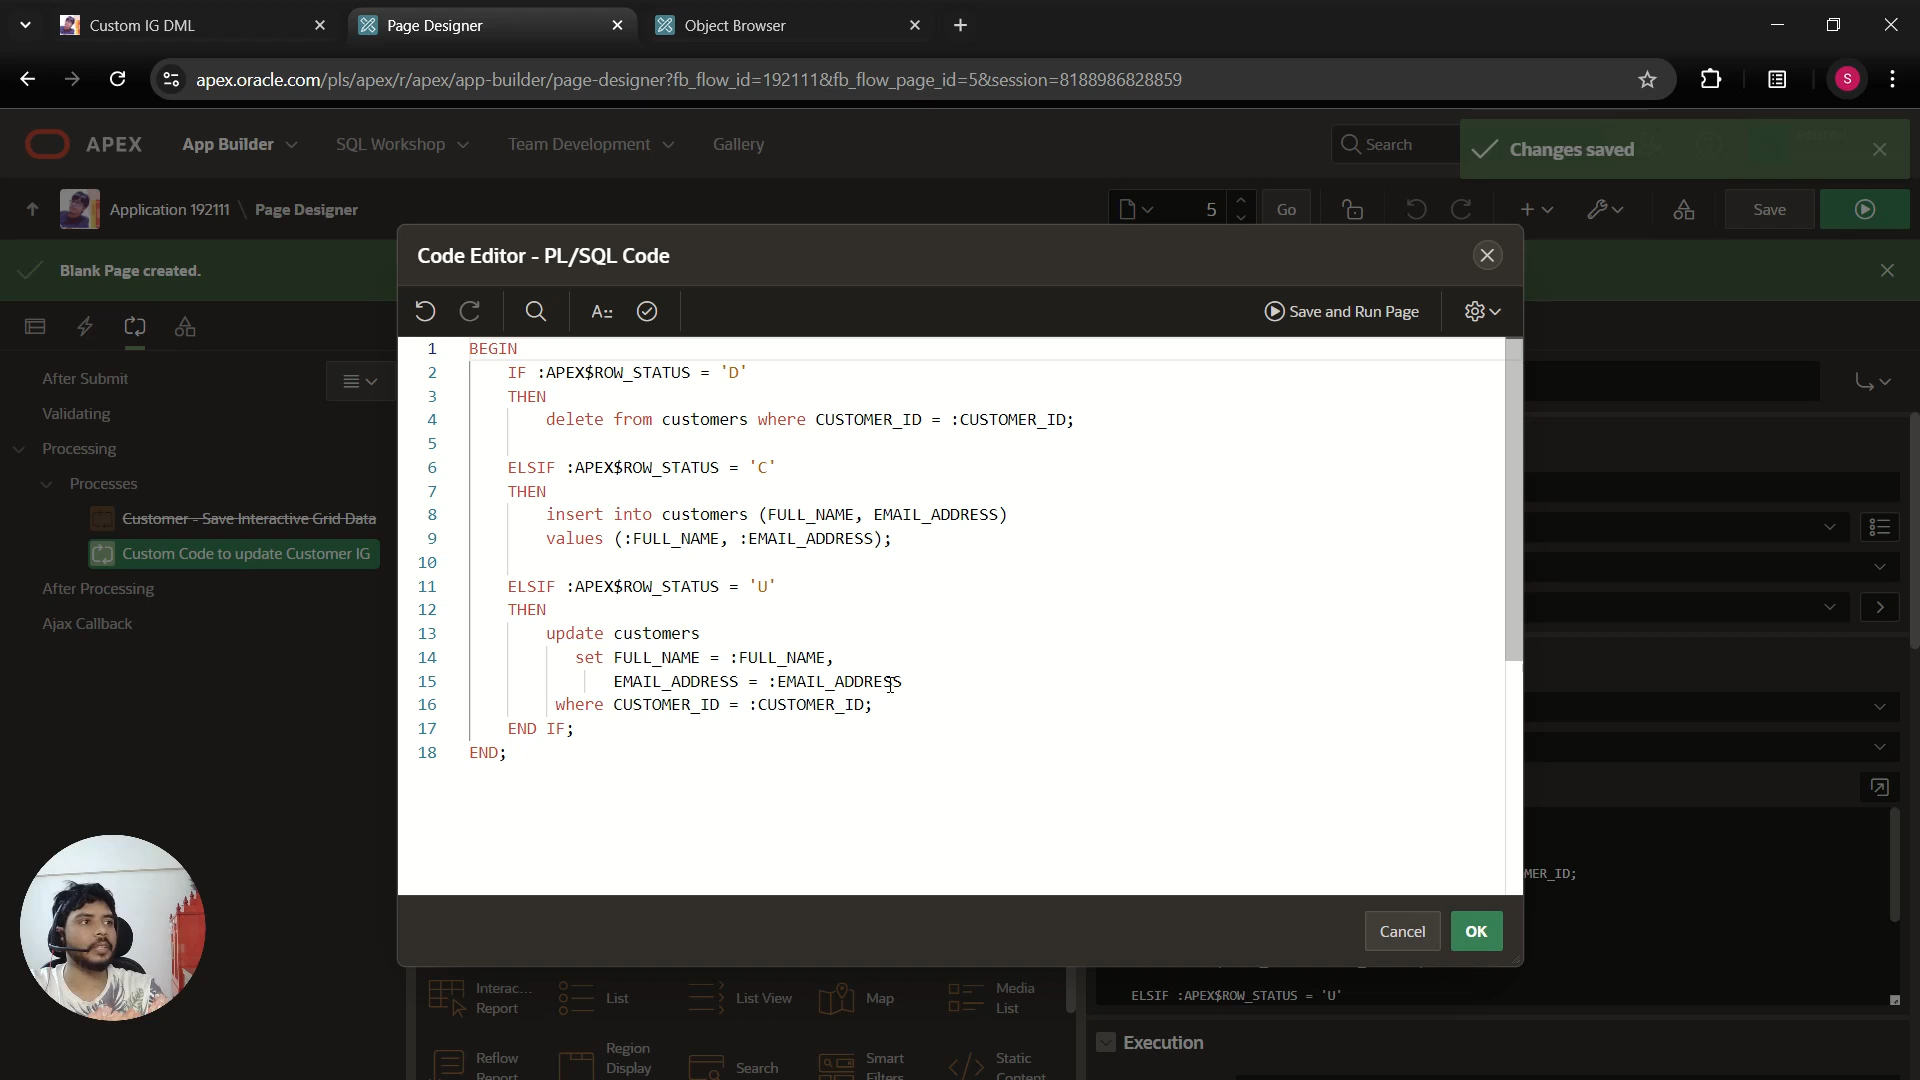 Custom IG DML
Page Designer
Object Browser
apex.oracle.com/pls/apex/r/apex/app-builder/page-designer?fb_flow_id=192111&fb_flow_page_id=5&session=8188986828859
S
APEX
App Builder
SQL Workshop
Team Development
Gallery
Search
Changes saved
Application 192111 \ Page Designer
5
Go
Save
Blank Page created.
Code Editor - PL/SQL Code
Save and Run Page
After Submit
Validating
Processing
Processes
Customer - Save Interactive Grid Data
Custom Code to update Customer IG
After Processing
Ajax Callback
1 BEGIN
2 IF :APEX$ROW_STATUS = 'D'
3 THEN
4 delete from customers where CUSTOMER_ID = :CUSTOMER_ID;
5
6 ELSIF :APEX$ROW_STATUS = 'C'
7 THEN
8 insert into customers (FULL_NAME, EMAIL_ADDRESS)
9 values (:FULL_NAME, :EMAIL_ADDRESS);
10
11 ELSIF :APEX$ROW_STATUS = 'U'
12 THEN
13 update customers
14 set FULL_NAME = :FULL_NAME,
15 EMAIL_ADDRESS = :EMAIL_ADDRESS
16 where CUSTOMER_ID = :CUSTOMER_ID;
17 END IF;
18 END;
MER_ID;
Cancel
OK
ELSIF :APEX$ROW_STATUS = 'U'
Execution
Interac...
Report
List
List View
Map
Media
List
Reflow
Report
Region
Display
Search
Smart
Filters
Static
Content